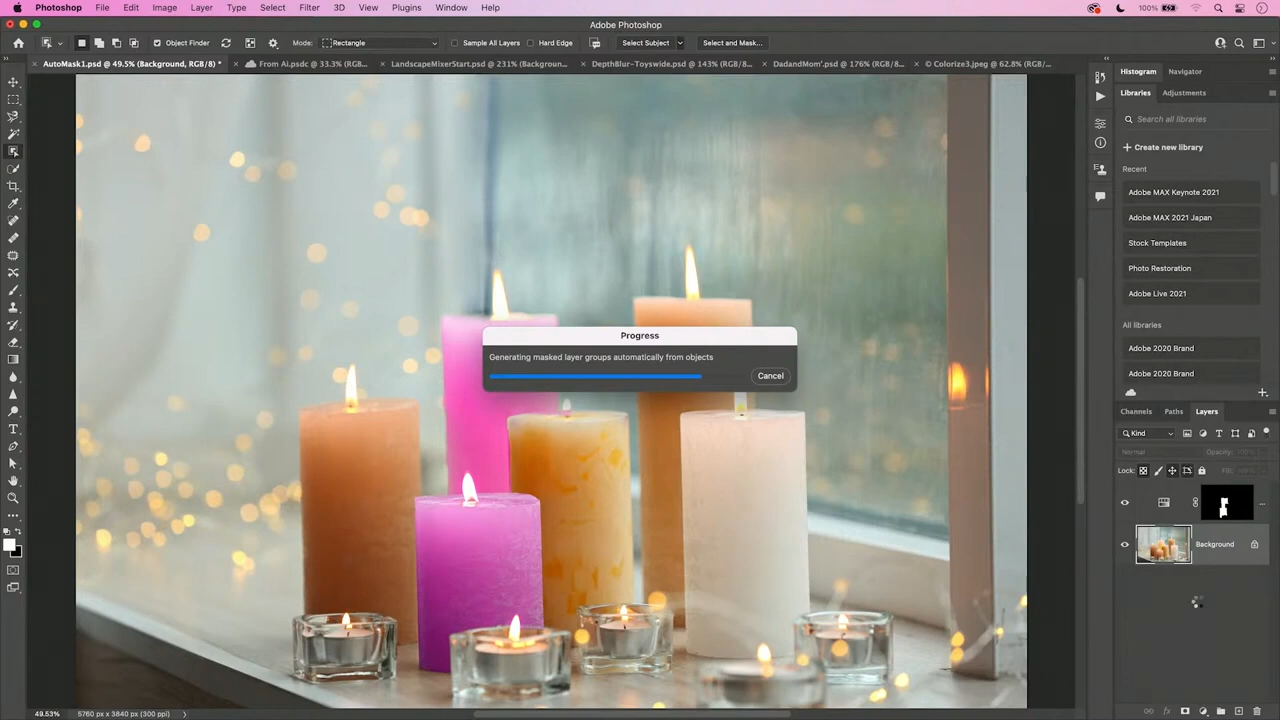 Photoshop File Edit Image Layer Type Select Filter 3D View Plugins Window Help 100%
Adobe Photoshop
Object Finder Mode: Rectangle Sample All Layers Hard Edge Select Subject Select and Mask...
AutoMask1.psd @ 49.5% (Background, RGB/8) * From Ai.psdc @ 33.3% (RGB... LandscapeMixerStart.psd @ 231% (Backgroun... DepthBlur-Toyswide.psd @ 143% (RGB/8... DadandMom'.psd @ 176% (RGB/8... © Colorize3.jpeg @ 62.8% (RGB/8...
Histogram Navigator
Libraries Adjustments
Search all libraries
Create new library
Recent
Adobe MAX Keynote 2021
Adobe MAX 2021 Japan
Stock Templates
Photo Restoration
Adobe Live 2021
All libraries
Adobe 2020 Brand
Adobe 2020 Brand
Progress
Generating masked layer groups automatically from objects
Cancel
Channels Paths Layers
Kind
Normal Opacity: 100%
Lock: Fill: 100%
...
Background
49.53% 5760 px x 3840 px (300 ppi)